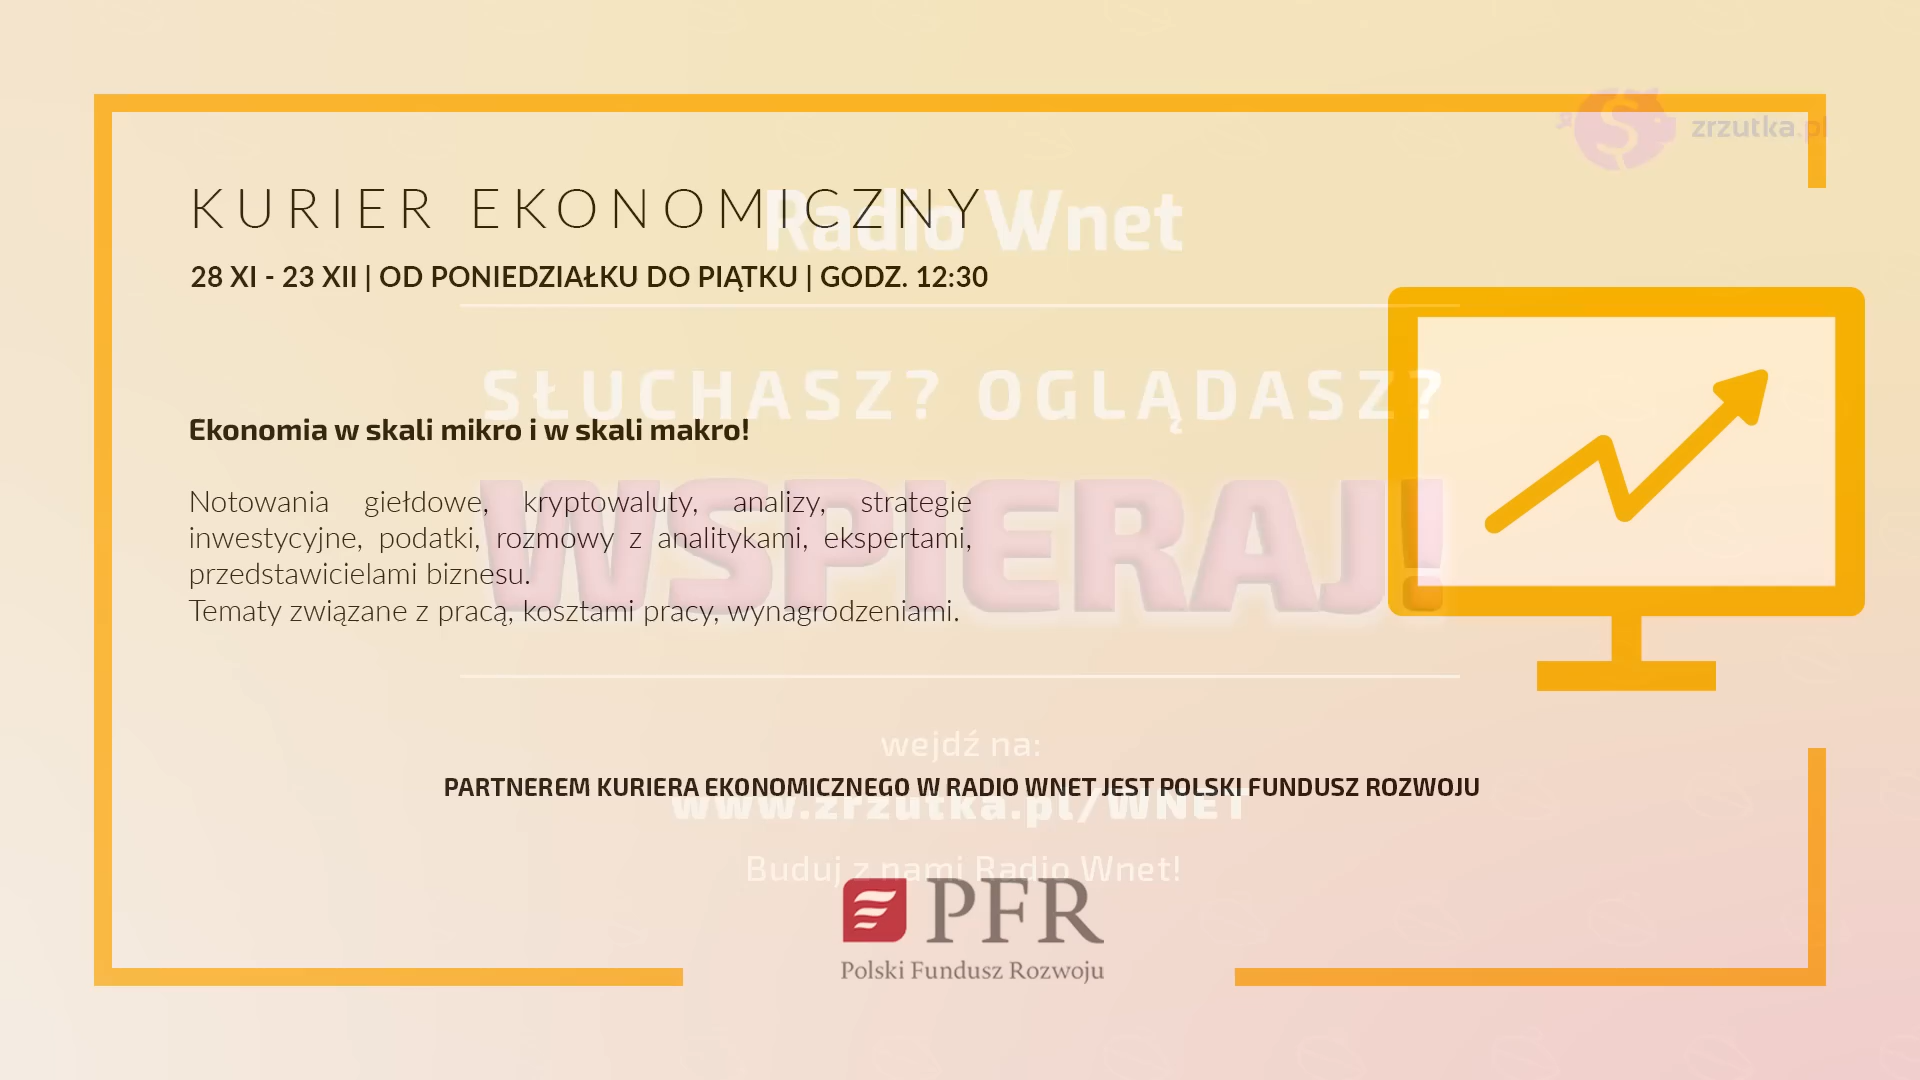 zrzutka.pl
KURIER EKONOMICZNY
Radio Wnet
28 XI - 23 XII | OD PONIEDZIAŁKU DO PIĄTKU | GODZ. 12:30
SŁUCHASZ? OGLĄDASZ?
Ekonomia w skali mikro i w skali makro!
WSPIERAJ!
Notowania giełdowe, kryptowaluty, analizy, strategie
inwestycyjne, podatki, rozmowy z analitykami, ekspertami,
przedstawicielami biznesu.
Tematy związane z pracą, kosztami pracy, wynagrodzeniami.
wejdź na:
PARTNEREM KURIERA EKONOMICZNEGO W RADIO WNET JEST POLSKI FUNDUSZ ROZWOJU
www.zrzutka.pl/WNET
Buduj z nami Radio Wnet!
PFR
Polski Fundusz Rozwoju